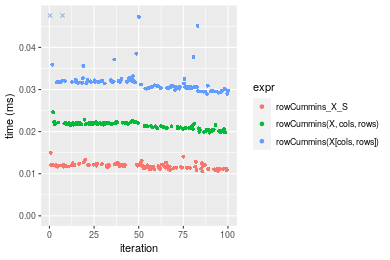 0.04
0.03
0.02
0.01
0.00
time (ms)
0
25
50
75
100
iteration
expr
rowCummins_X_S
rowCummins(X, cols, rows)
rowCummins(X[cols, rows])